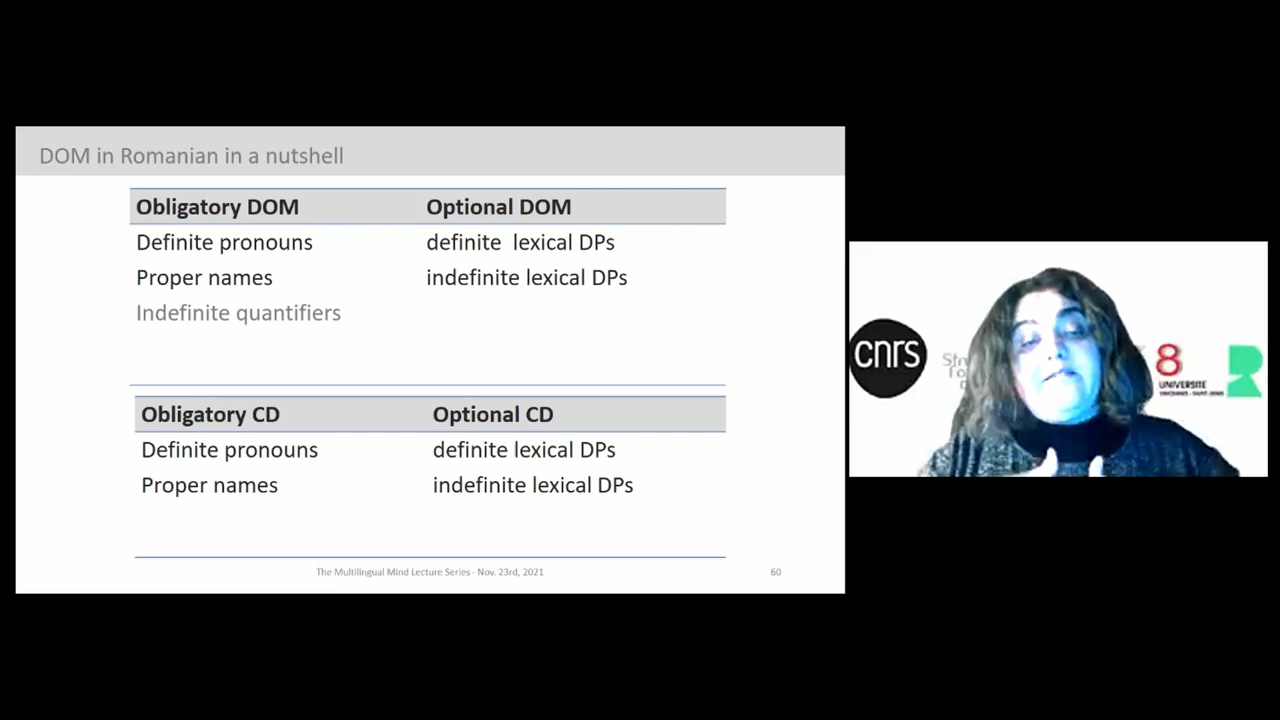 DOM in Romanian in a nutshell
Obligatory DOM Optional DOM
Definite pronouns definite lexical DPs
Proper names indefinite lexical DPs
Indefinite quantifiers
Obligatory CD Optional CD
Definite pronouns definite lexical DPs
Proper names indefinite lexical DPs
The Multilingual Mind Lecture Series - Nov. 23rd, 2021 60
cnrs
8
UNIVERSITE